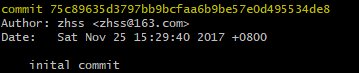 commit 75c89635d3797bb9bcfaa6b9be57e0d495534de8
Author: zhss <zhss@163.com>
Date:   Sat Nov 25 15:29:40 2017 +0800
    inital commit